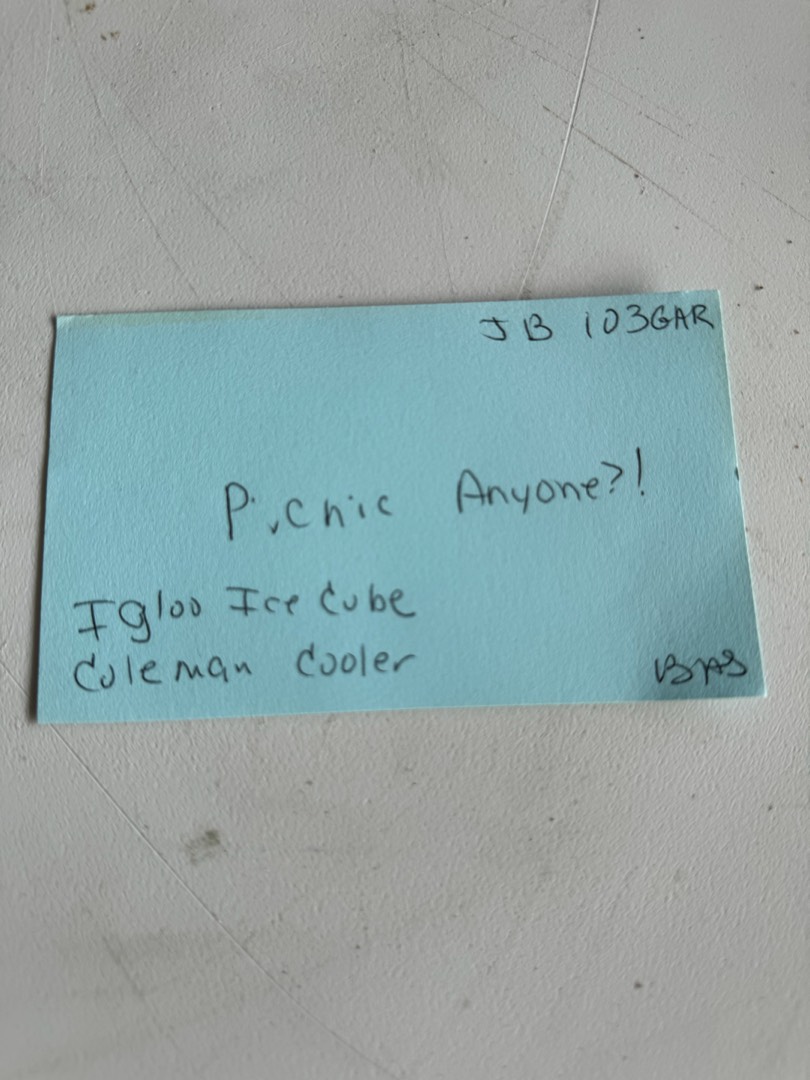 JB 103GAR
Picnic Anyone?!
Igloo Ice Cube
Coleman Cooler